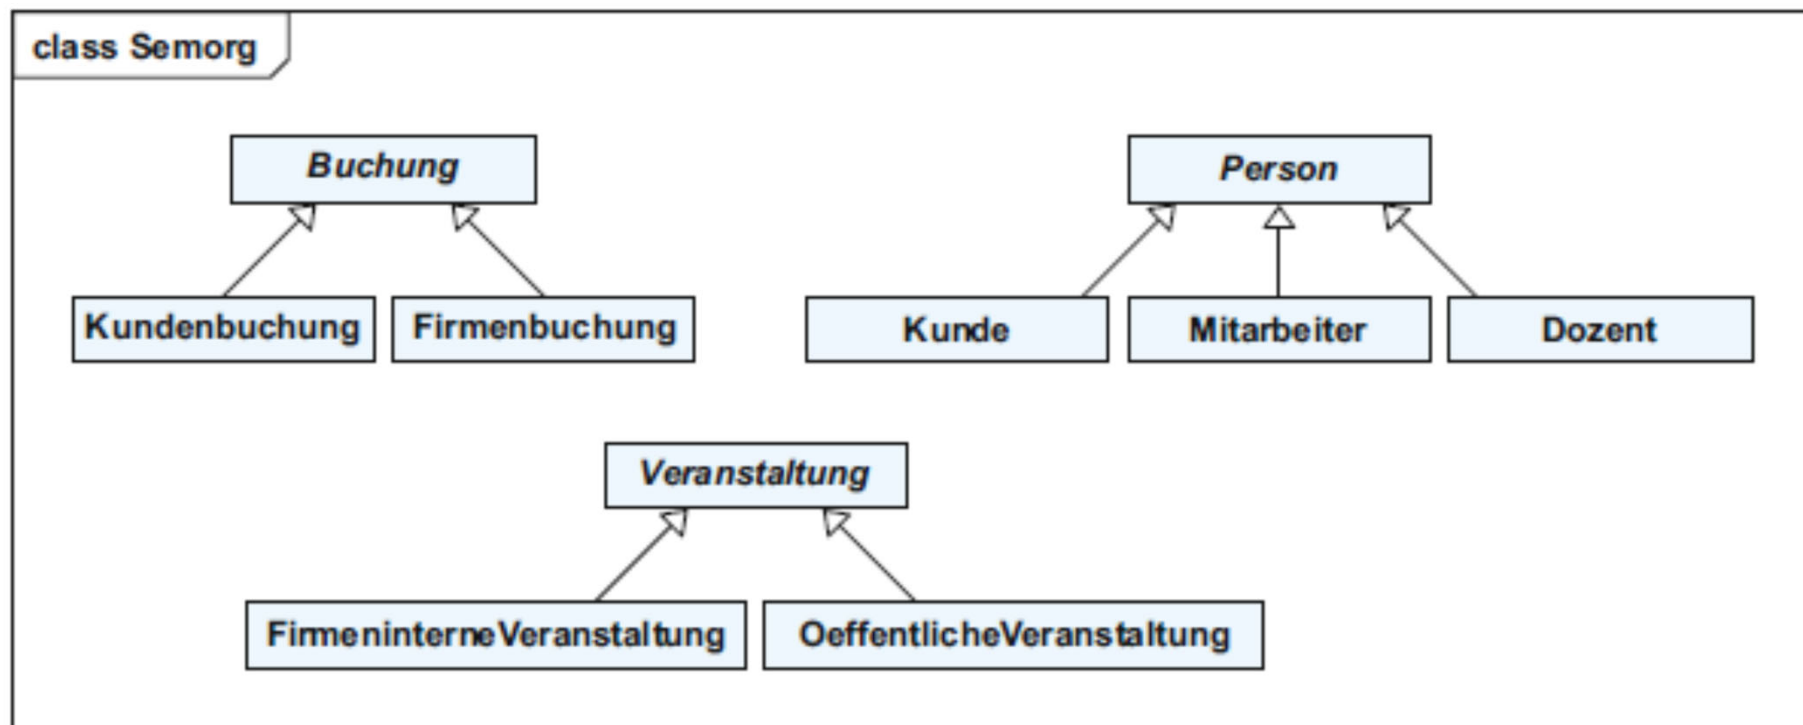 class Semorg
Buchung
Person
Kundenbuchung
Firmenbuchung
Kunde
Mitarbeiter
Dozent
Veranstaltung
FirmeninterneVeranstaltung
OeffentlicheVeranstaltung